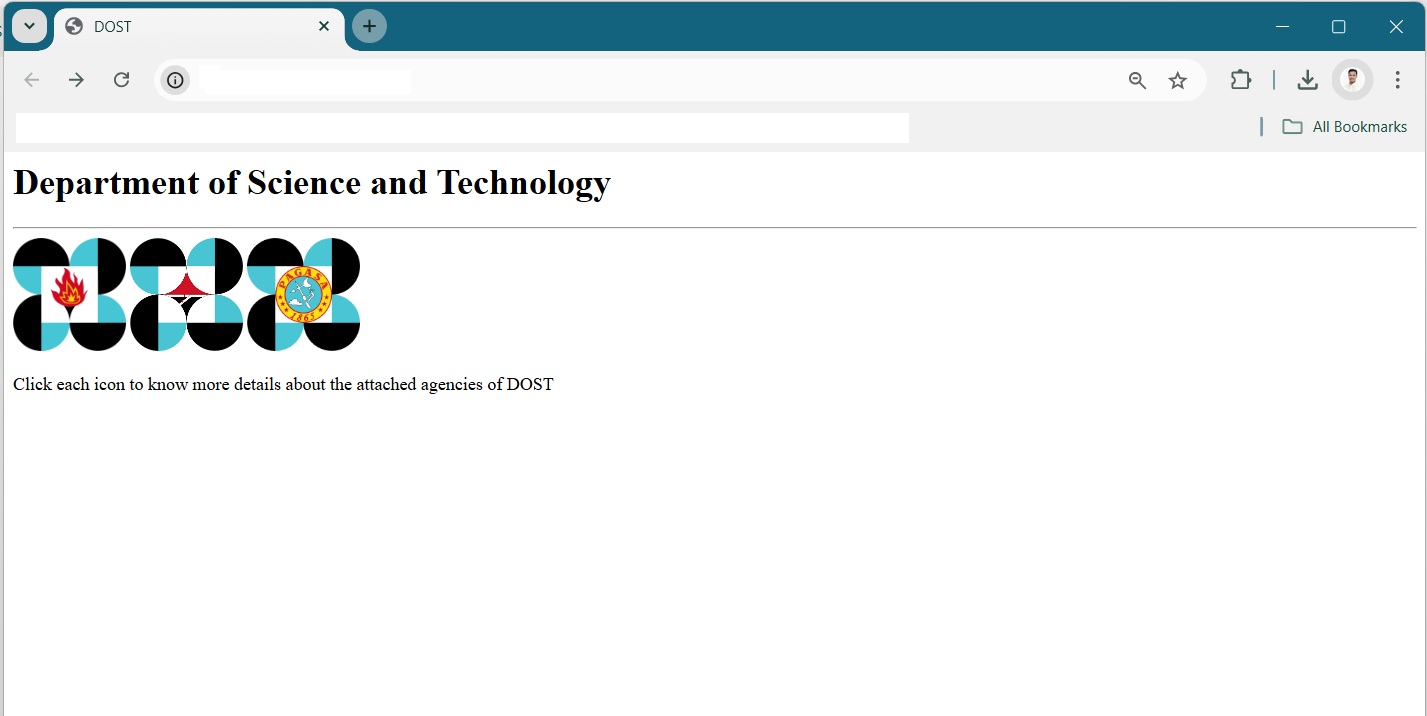 DOST
All Bookmarks
Department of Science and Technology
PAGASA
1865
Click each icon to know more details about the attached agencies of DOST